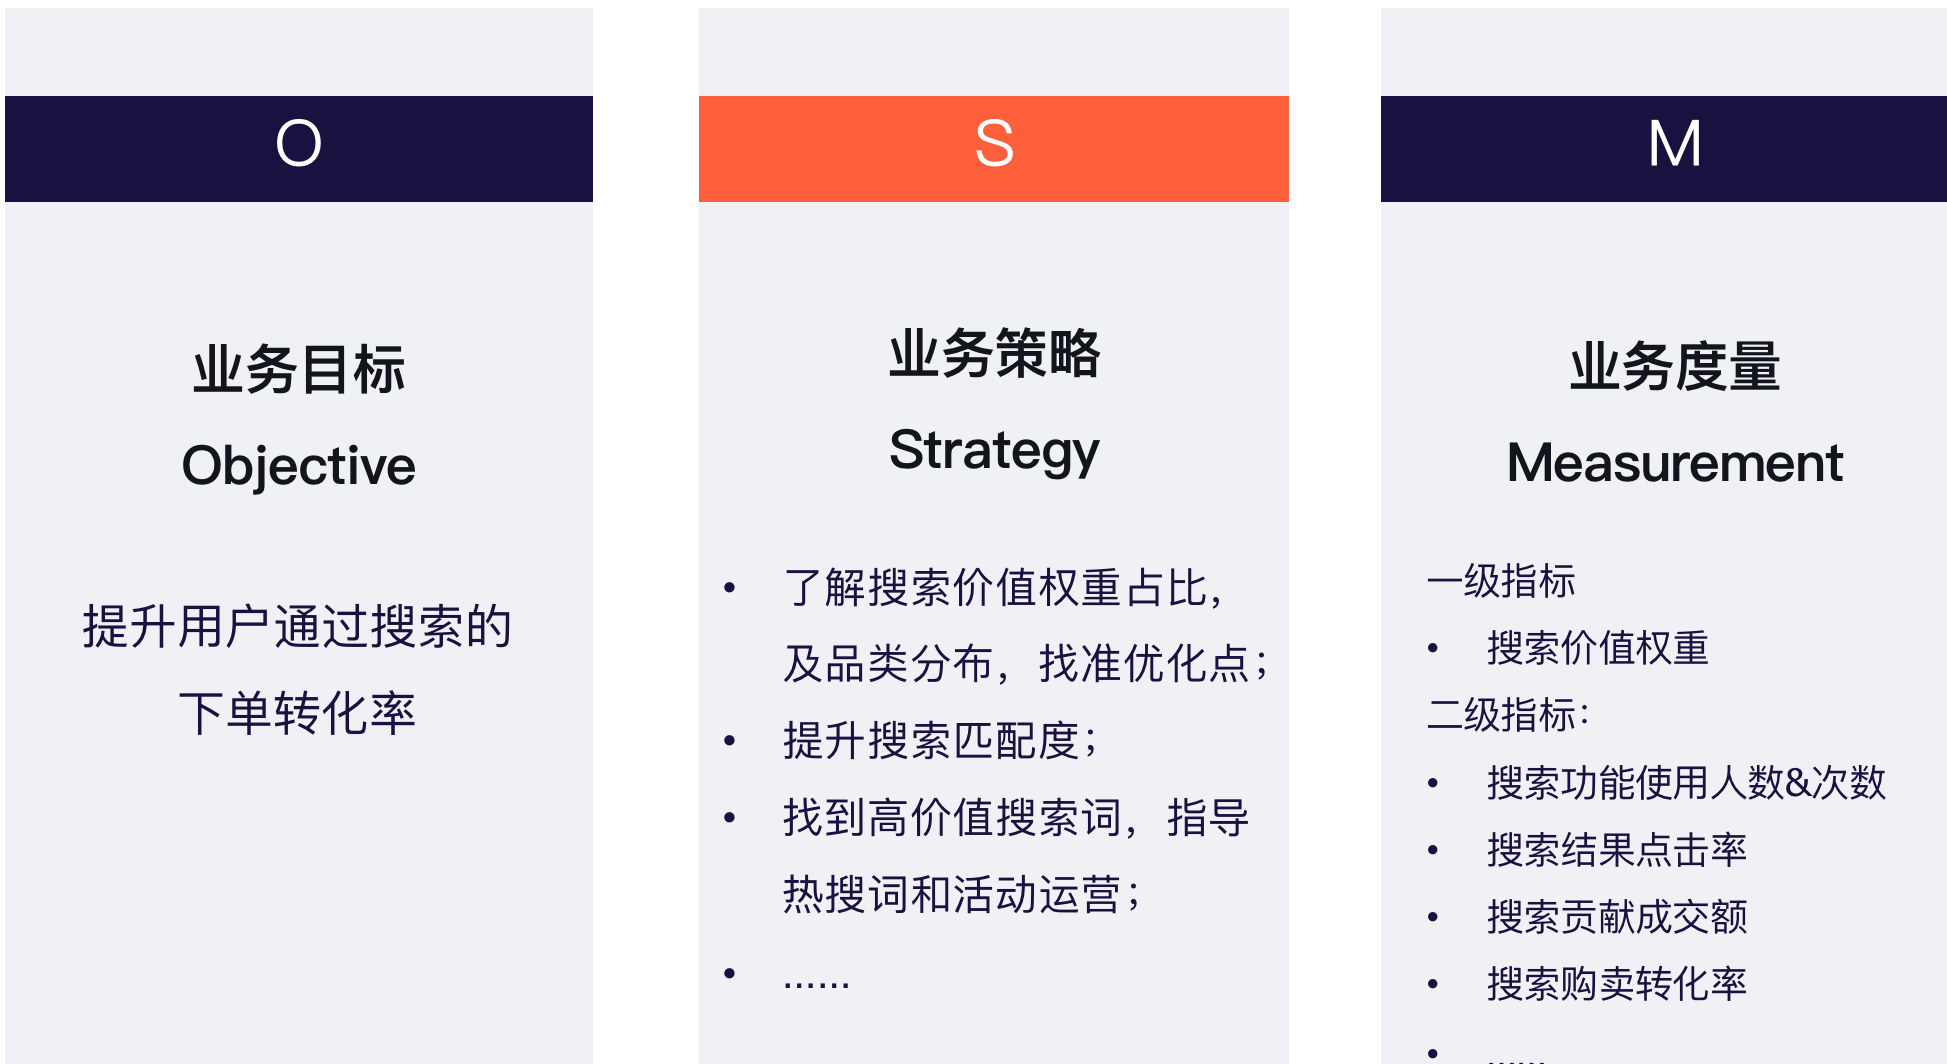 O
业务目标
Objective
提升用户通过搜索的
下单转化率
S
业务策略
Strategy
• 了解搜索价值权重占比，
及品类分布，找准优化点；
• 提升搜索匹配度；
• 找到高价值搜索词，指导
热搜词和活动运营；
• ......
M
业务度量
Measurement
一级指标
• 搜索价值权重
二级指标：
• 搜索功能使用人数&次数
• 搜索结果点击率
• 搜索贡献成交额
• 搜索购卖转化率
• ......